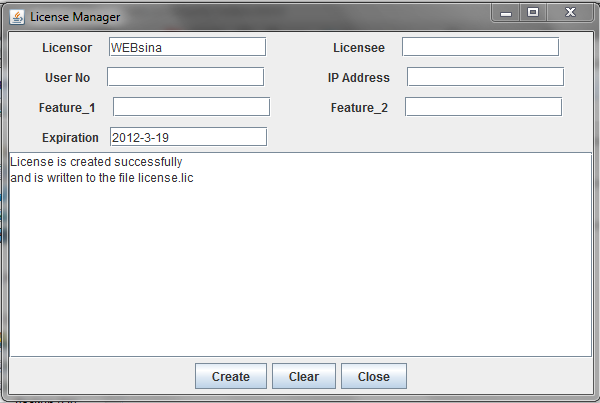 License Manager
Licensor WEBsina Licensee
User No IP Address
Feature_1 Feature_2
Expiration 2012-3-19
License is created successfully
and is written to the file license.lic
Create Clear Close